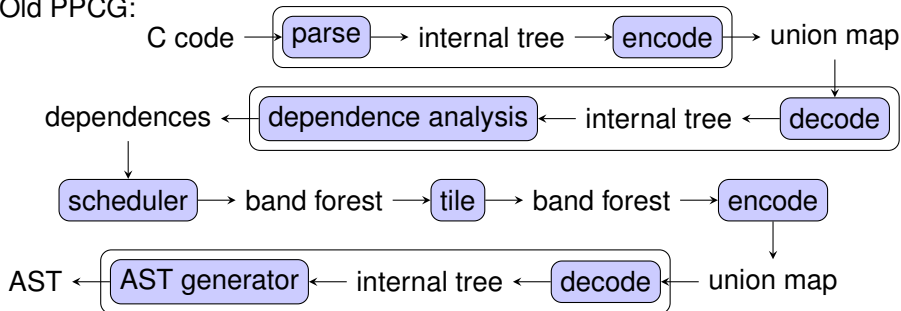 Old PPCG:
C code parse internal tree encode union map
dependences dependence analysis internal tree decode
scheduler band forest tile band forest encode
AST AST generator internal tree decode union map